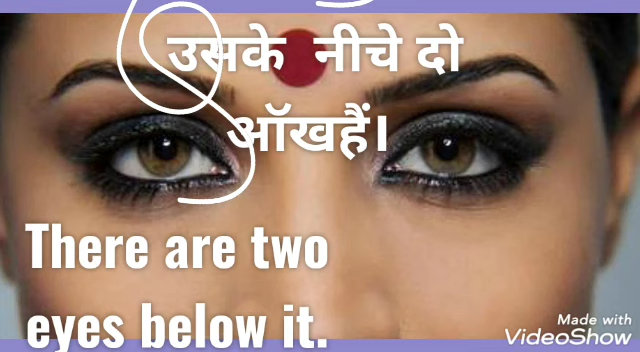 उसके नीचे दो
ऑखहैं।
There are two
eyes below it.
Made with
VideoShow